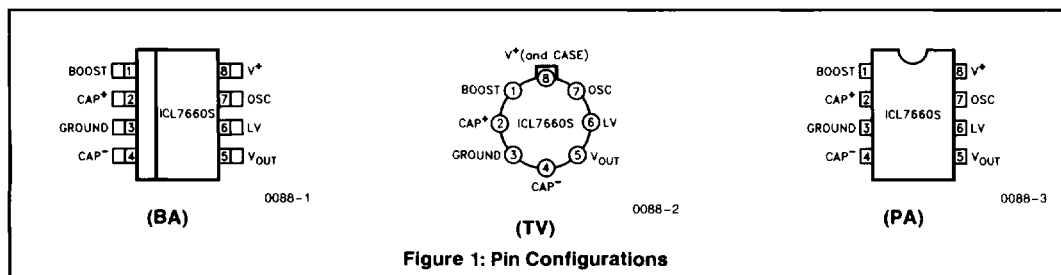 BOOST 1 8 V+
CAP+ 2 7 OSC
ICL7660S
GROUND 3 6 LV
CAP- 4 5 VOUT
0088-1
(BA)
V+ (and CASE)
8
BOOST 1 7 OSC
CAP+ 2 ICL7660S 6 LV
GROUND 3 5 VOUT
4
CAP-
0088-2
(TV)
BOOST 1 8 V+
CAP+ 2 7 OSC
ICL7660S
GROUND 3 6 LV
CAP- 4 5 VOUT
0088-3
(PA)
Figure 1: Pin Configurations